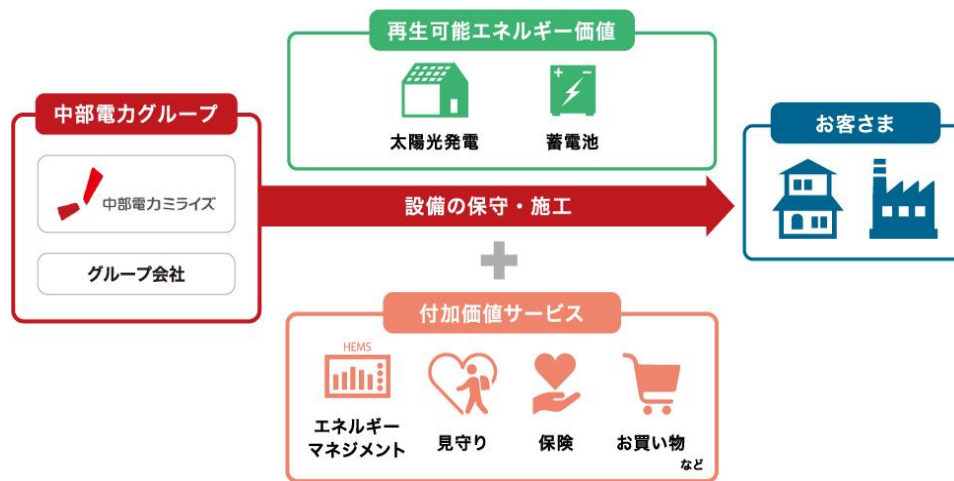 再生可能エネルギー価値
太陽光発電
蓄電池
中部電力グループ
中部電力ミライズ
グループ会社
設備の保守・施工
お客さま
付加価値サービス
HEMS
エネルギー
マネジメント
見守り
保険
お買い物
など